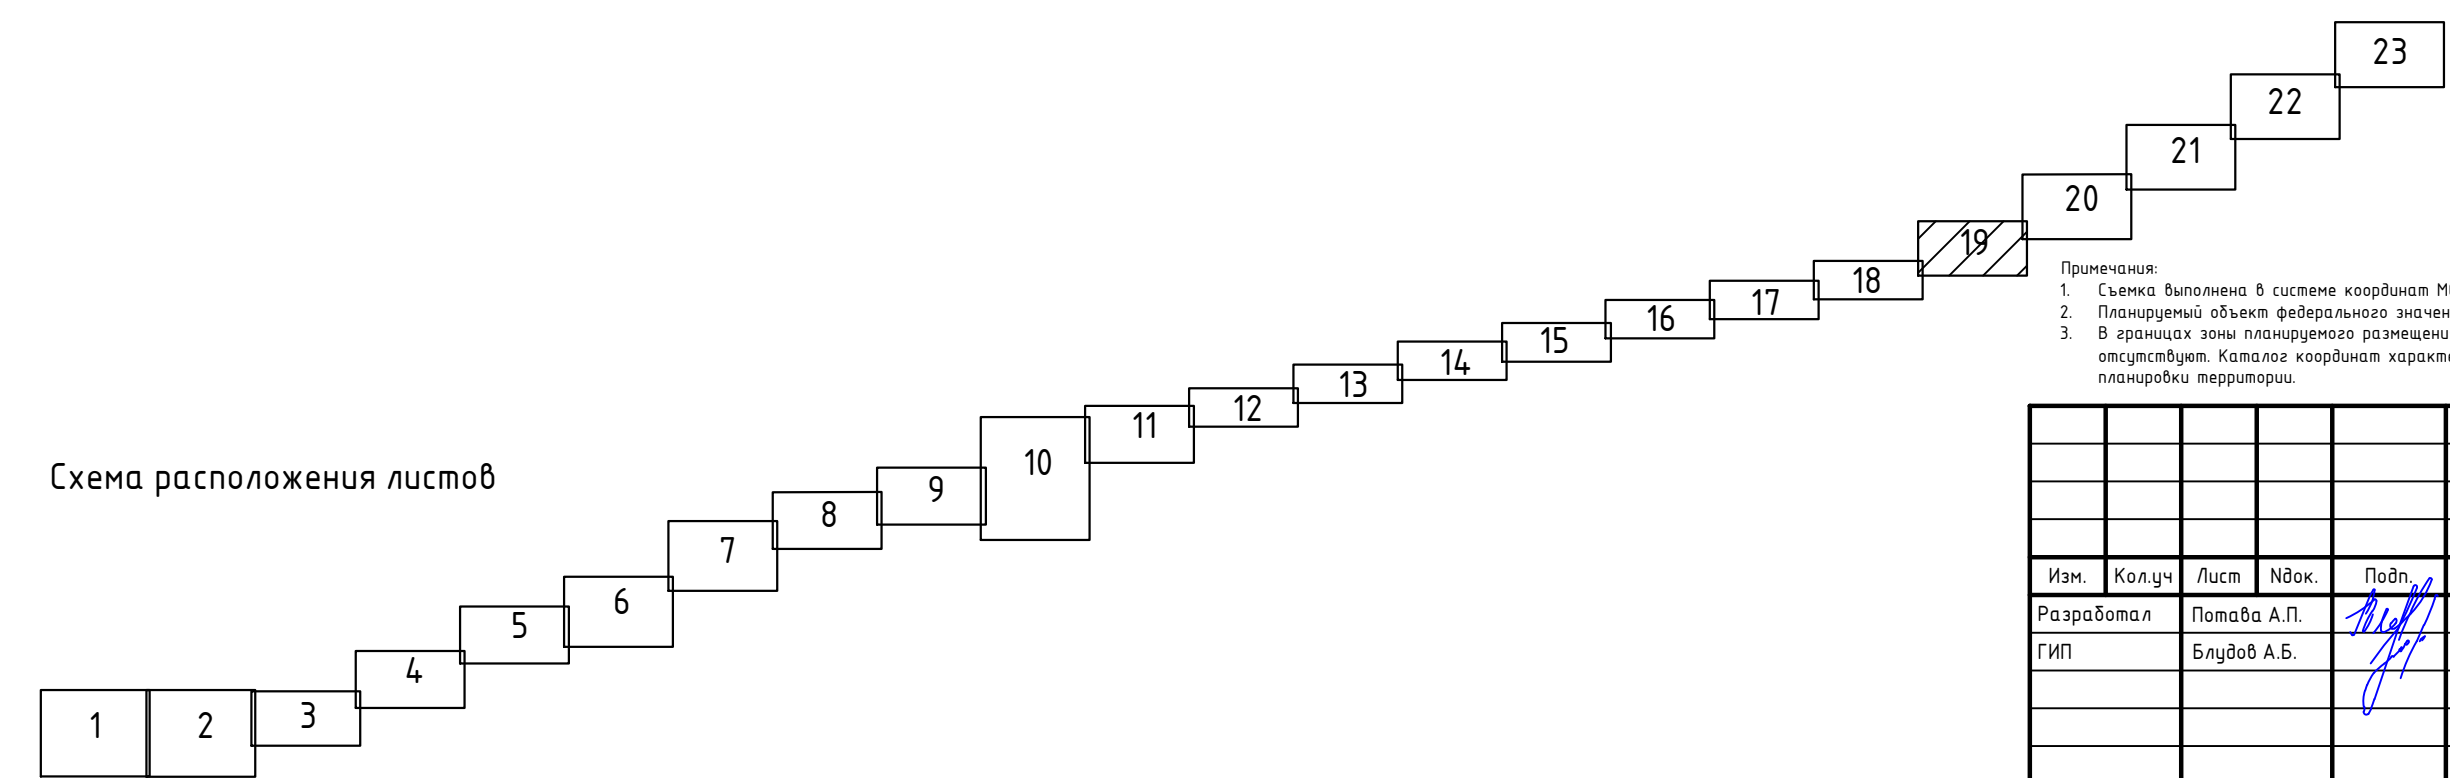 23
22
21
20
19
18
17
16
15
14
13
12
11
10
9
8
7
6
5
4
3
2
1
Схема расположения листов
Примечания:
1. Съемка выполнена в системе координат
2. Планируемый объект федерального
3. В границах зоны планируемого
отсутствуют. Каталог координат
планировки территории.
Изм. Кол.уч Лист Nдок. Подп.
Разработал Потава А.П.
ГИП Блудов А.Б.